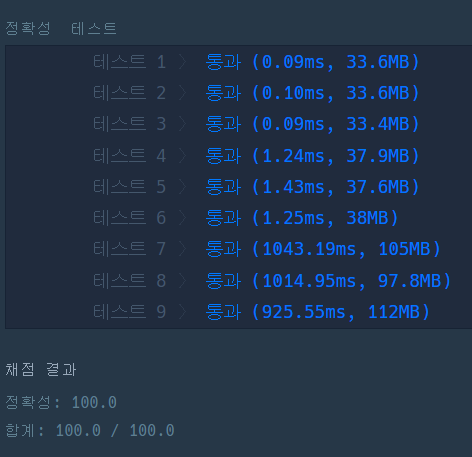 정확성 테스트
테스트 1 > 통과 (0.09ms, 33.6MB)
테스트 2 > 통과 (0.10ms, 33.6MB)
테스트 3 > 통과 (0.09ms, 33.4MB)
테스트 4 > 통과 (1.24ms, 37.9MB)
테스트 5 > 통과 (1.43ms, 37.6MB)
테스트 6 > 통과 (1.25ms, 38MB)
테스트 7 > 통과 (1043.19ms, 105MB)
테스트 8 > 통과 (1014.95ms, 97.8MB)
테스트 9 > 통과 (925.55ms, 112MB)
채점 결과
정확성: 100.0
합계: 100.0 / 100.0